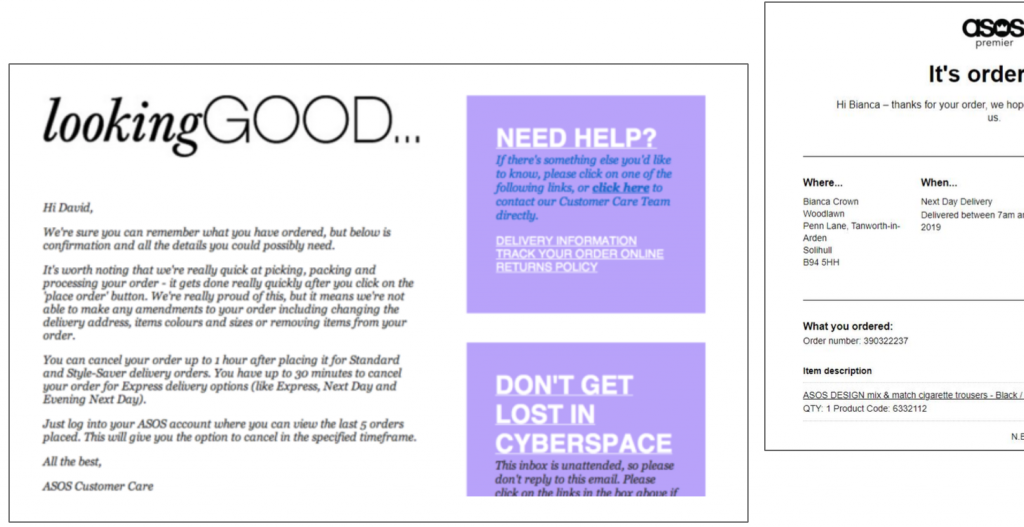 lookingGOOD...
Hi David,
We're sure you can remember what you have ordered, but below is
confirmation and all the details you could possibly need.
It's worth noting that we're really quick at picking, packing and
processing your order - it gets done really quickly after you click on the
'place order' button. We're really proud of this, but it means we're not
able to make any amendments to your order including changing the
delivery address, items colours and sizes or removing items from your
order.
You can cancel your order up to 1 hour after placing it for Standard
and Style-Saver delivery orders. You have up to 30 minutes to cancel
your order for Express delivery options (like Express, Next Day and
Evening Next Day).
Just log into your ASOS account where you can view the last 5 orders
placed. This will give you the option to cancel in the specified timeframe.
All the best,
ASOS Customer Care
NEED HELP?
If there's something else you'd like
to know, please click on one of the
following links, or click here to
contact our Customer Care Team
directly.
DELIVERY INFORMATION
TRACK YOUR ORDER ONLINE
RETURNS POLICY
DON'T GET
LOST IN
CYBERSPACE
This inbox is unattended, so please
don't reply to this email. Please
click on the links in the box above if
asos
premier
It's order
Hi Bianca – thanks for your order, we hop
us.
Where...
Bianca Crown
Woodlawn
Penn Lane, Tanworth-in-
Arden
Solihull
B94 5HH
When...
Next Day Delivery
Delivered between 7am an
2019
What you ordered:
Order number: 390322237
Item description
ASOS DESIGN mix & match cigarette trousers - Black /
QTY: 1 Product Code: 6332112